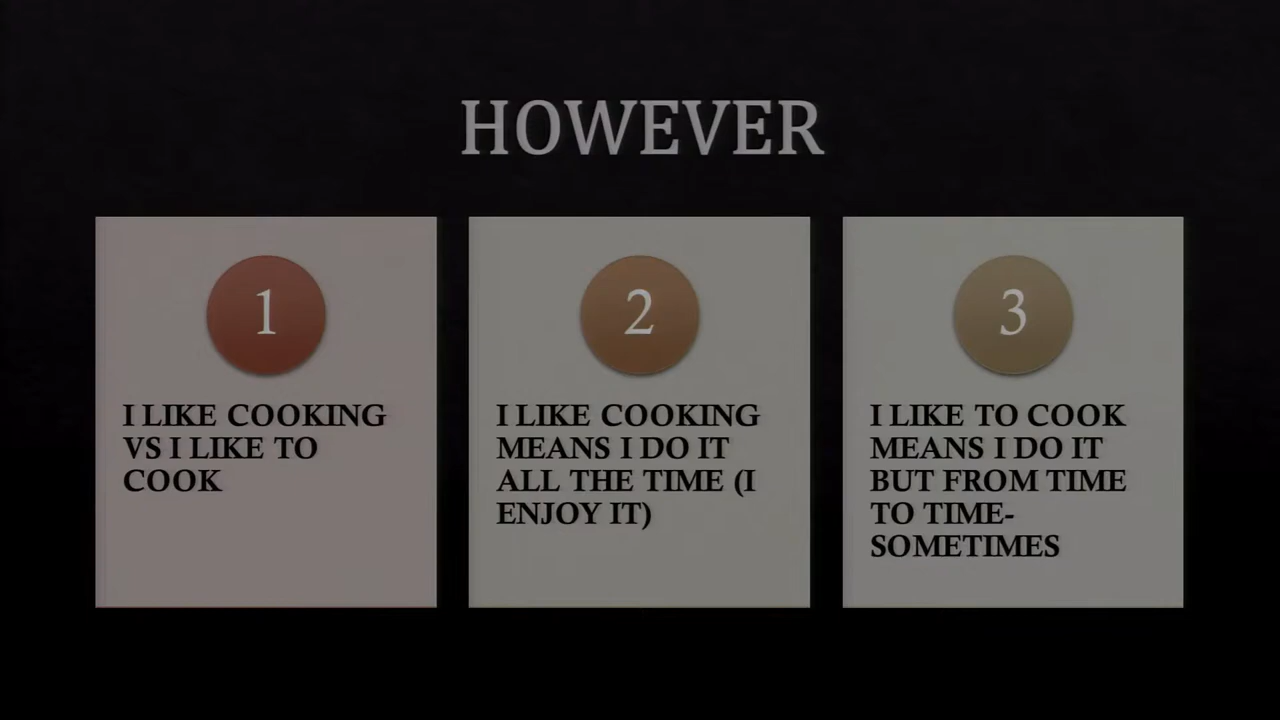 HOWEVER
1
I LIKE COOKING
VS I LIKE TO
COOK
2
I LIKE COOKING
MEANS I DO IT
ALL THE TIME (I
ENJOY IT)
3
I LIKE TO COOK
MEANS I DO IT
BUT FROM TIME
TO TIME-
SOMETIMES